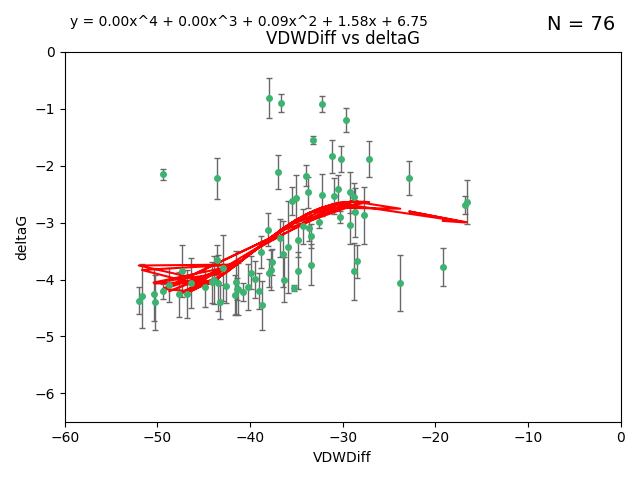 y = 0.00x^4 + 0.00x^3 + 0.09x^2 + 1.58x + 6.75
N = 76
VDWDiff vs deltaG
0
−1
−2
−3
−4
−5
−6
deltaG
−60 −50 −40 −30 −20 −10 0
VDWDiff